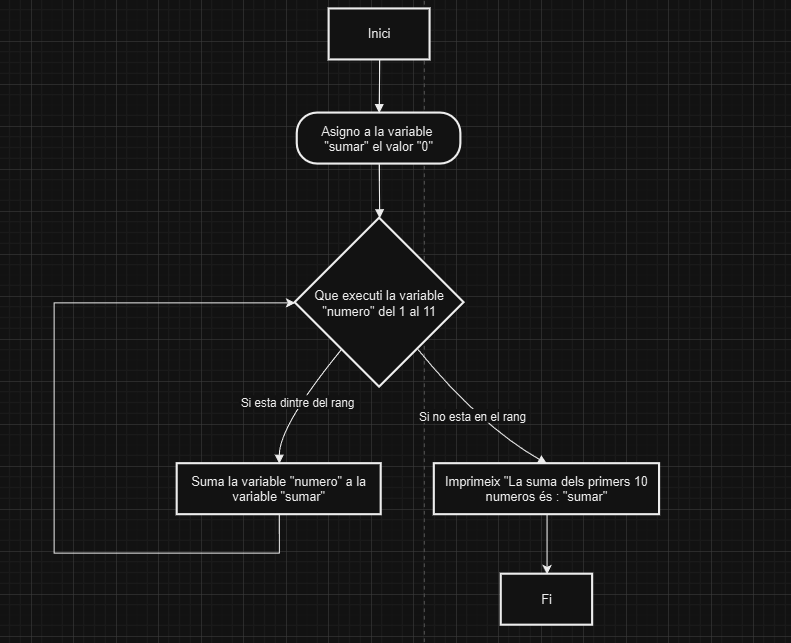 Inici
Asigno a la variable
"sumar" el valor "0"
Que executi la variable
"numero" del 1 al 11
Si esta dintre del rang
Si no esta en el rang
Suma la variable "numero" a la
variable "sumar"
Imprimeix "La suma dels primers 10
numeros és : "sumar"
Fi